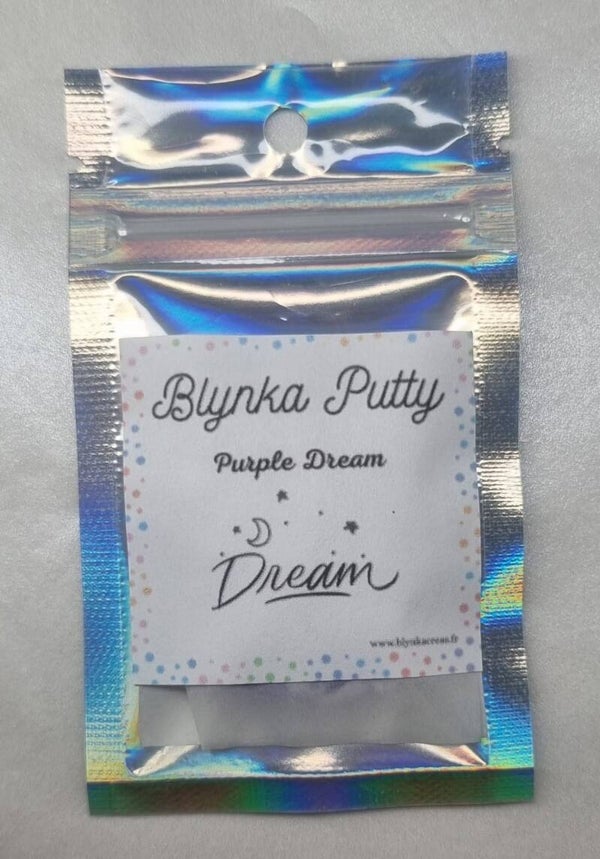 Blynka Putty
Purple Dream
Dream
www.blynkacreas.fr